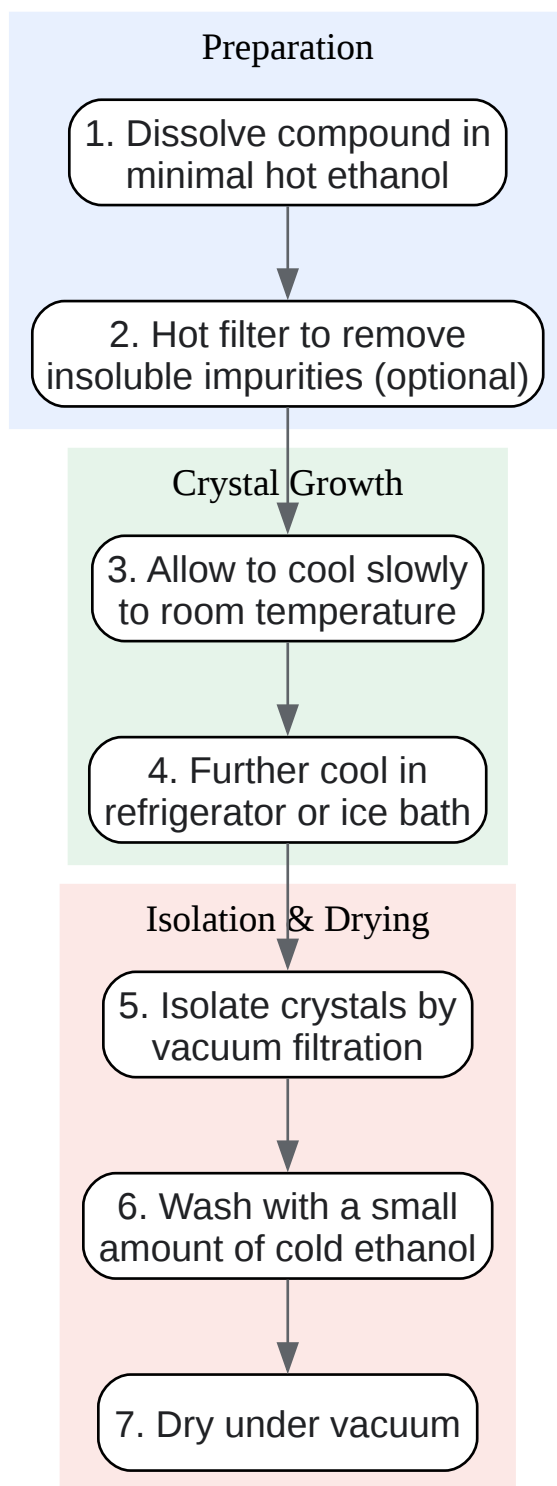 Preparation
1. Dissolve compound in
minimal hot ethanol
2. Hot filter to remove
insoluble impurities (optional)
Crystal Growth
3. Allow to cool slowly
to room temperature
4. Further cool in
refrigerator or ice bath
Isolation & Drying
5. Isolate crystals by
vacuum filtration
6. Wash with a small
amount of cold ethanol
7. Dry under vacuum